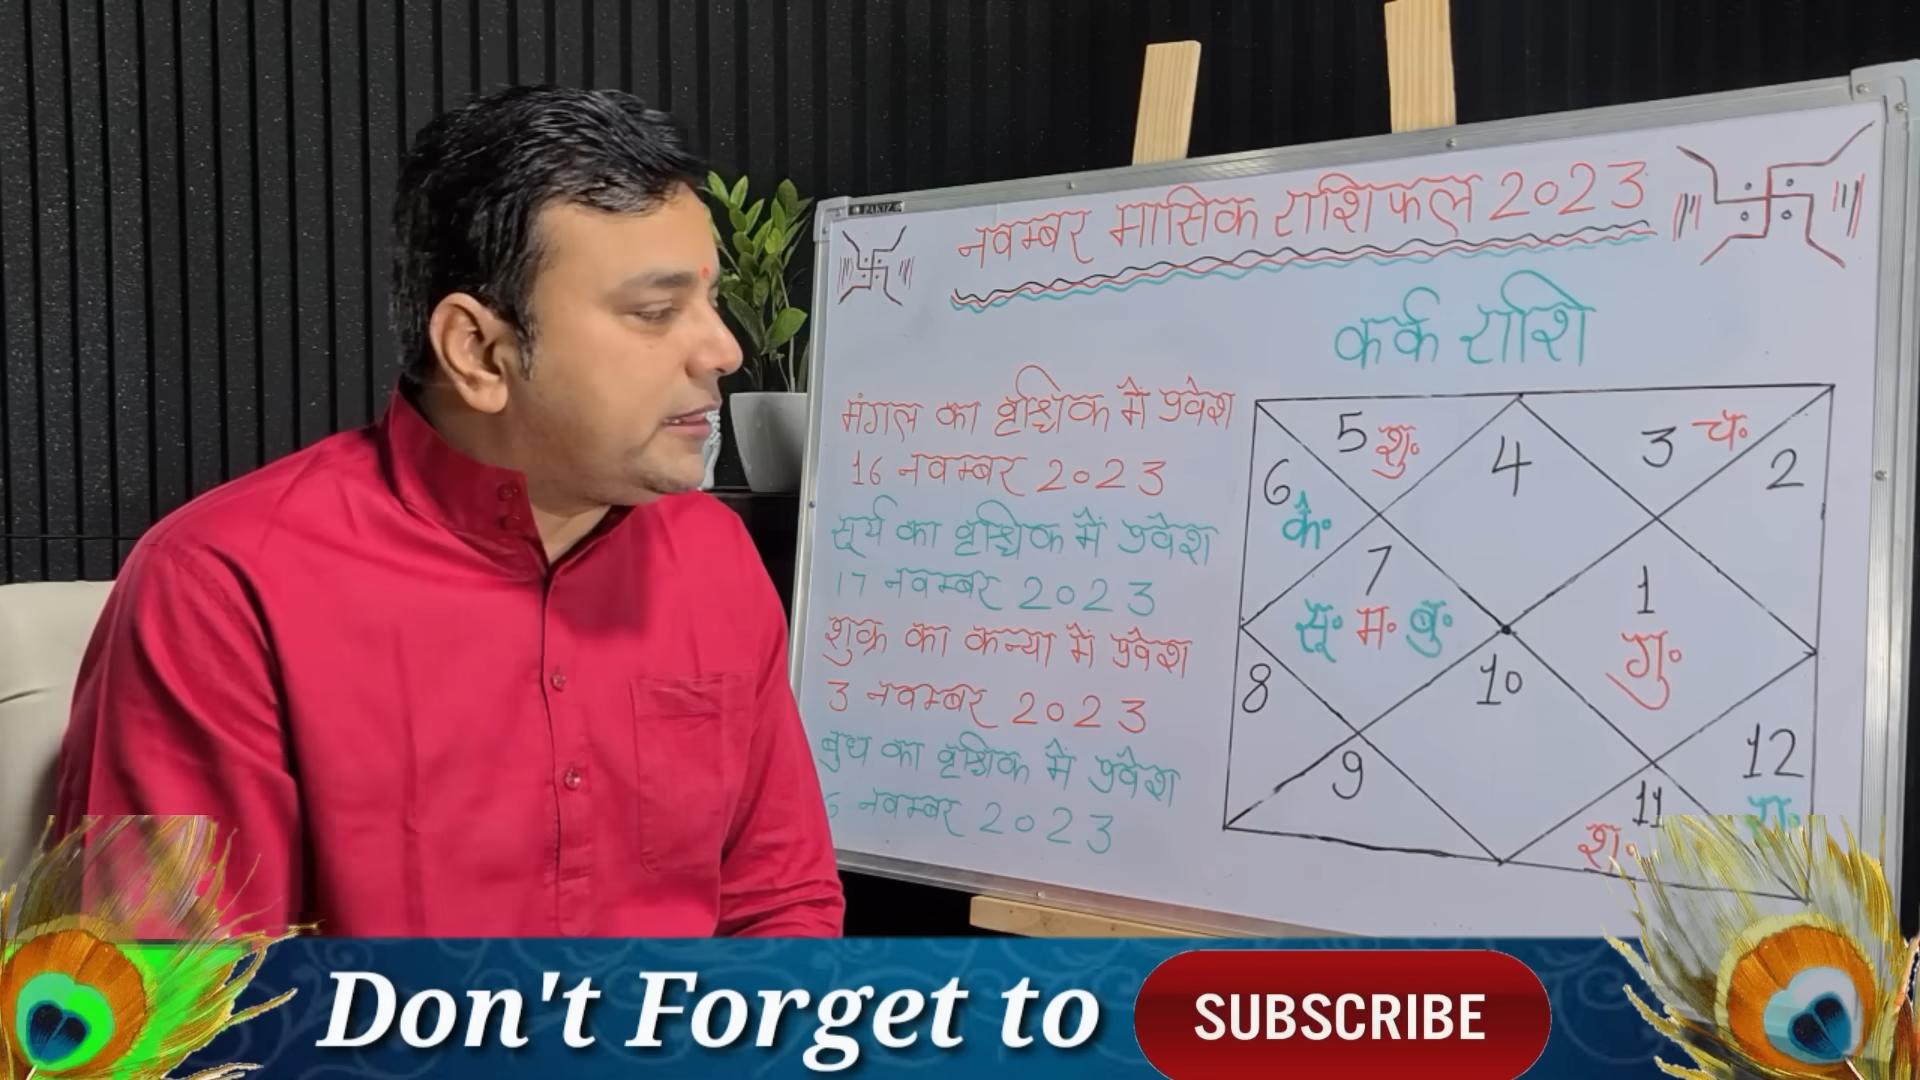 नवम्बर मासिक राशिफल 2023
कर्क राशि
मंगल का वृश्चिक में प्रवेश
16 नवम्बर 2023
सूर्य का वृश्चिक में प्रवेश
17 नवम्बर 2023
शुक्र का कन्या में प्रवेश
3 नवम्बर 2023
बुध का वृश्चिक में प्रवेश
6 नवम्बर 2023
5 शु॰
4
3 चं॰
2
6
के॰
7
सू॰ मं॰ बु॰
1
गु॰
8
10
9
12
रा॰
11
श॰
Don't Forget to SUBSCRIBE